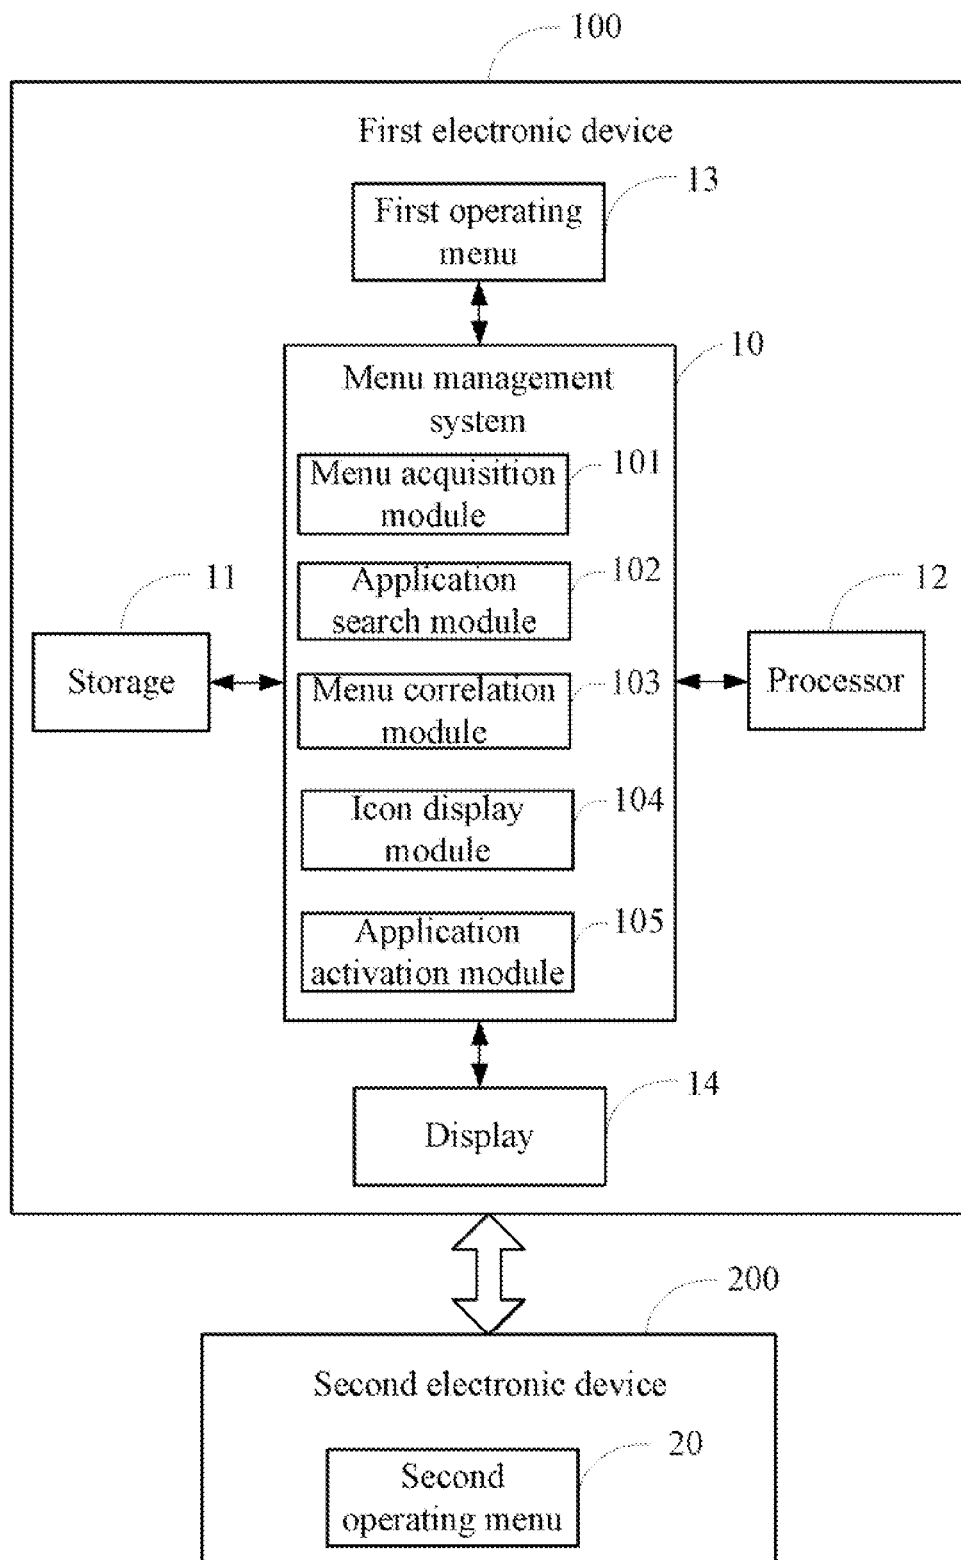 100
First electronic device
13
First operating
menu
10
Menu management
system
101
Menu acquisition
module
102
Application
search module
11
12
Storage
103
Menu correlation
module
Processor
104
Icon display
module
105
Application
activation module
14
Display
200
Second electronic device
20
Second
operating menu